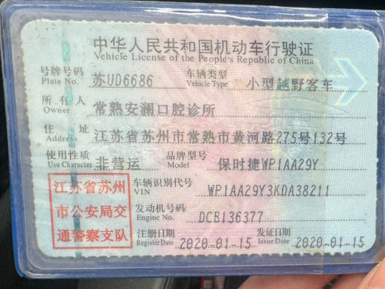 中华人民共和国机动车行驶证
Vehicle License of the People's Republic of China
号牌号码 Plate No. 苏UD6686 车辆类型 Vehicle Type 小型越野客车
所有人 Owner 常熟安澜口腔诊所
住址 Address 江苏省苏州市常熟市黄河路275号132号
使用性质 Use Character 非营运 品牌型号 Model 保时捷WP1AA29Y
江苏省苏州市公安局交通警察支队
车辆识别代号 VIN WP1AA29Y3KDA38211
发动机号码 Engine No. DCB136377
注册日期 Register Date 2020-01-15 发证日期 Issue Date 2020-01-15